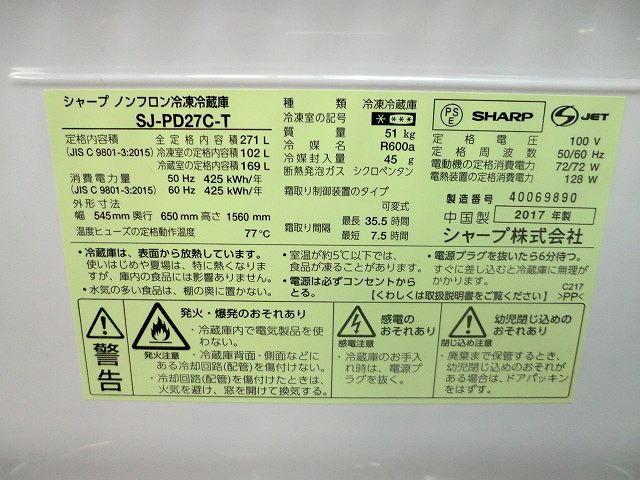 シャープ ノンフロン冷凍冷蔵庫
SJ-PD27C-T
定格内容積 全定格内容積 271 L
(JIS C 9801-3:2015) 冷凍室の定格内容積 102 L
冷蔵室の定格内容積 169 L
消費電力量 50 Hz 425 kWh/年
(JIS C 9801-3:2015) 60 Hz 425 kWh/年
外形寸法
幅 545mm 奥行 650 mm 高さ 1560 mm
温度ヒューズの定格動作温度 77℃
種類 冷凍冷蔵庫
冷凍室の記号 ****
質量 51 kg
冷媒名 R600a
冷媒封入量 45 g
断熱発泡ガス シクロペンタン
霜取り制御装置のタイプ
可変式
霜取り間隔 最長 35.5 時間
最短 7.5 時間
PS
E
SHARP
S JET
定格電圧 100 V
定格周波数 50/60 Hz
電動機の定格消費電力 72/72 W
電熱装置の定格消費電力 128 W
製造番号 40069890
中国製 2017 年製
シャープ株式会社
・冷蔵庫は、表面から放熱しています。
使いはじめや夏場は、特に熱くなりま
すが、庫内の食品には影響ありません。
・水気の多い食品は、棚の奥に置かない。
・室温が約5℃以下では、
食品が凍ることがあります。
・電源は必ずコンセントから
とる。
・電源プラグを抜いたら6分待つ。
すぐに差し込むと冷蔵庫に無理が
かかります。
【くわしくは取扱説明書をご覧ください】
C217
>PP<
警告
発火・爆発のおそれあり
発火注意
・冷蔵庫内で電気製品を使
わない。
・冷蔵庫背面・側面などに
ある冷却回路(配管)を傷付けない。
・冷却回路(配管)を傷付けたときは、
火気を避け、窓を開けて換気する。
感電の
おそれあり
感電注意
・冷蔵庫のお手入
れ時は、電源プ
ラグを抜く。
幼児閉じ込めの
おそれあり
閉じ込め注意
・廃棄まで保管するとき、
幼児閉じ込めのおそれが
ある場合は、ドアパッキン
をはずす。